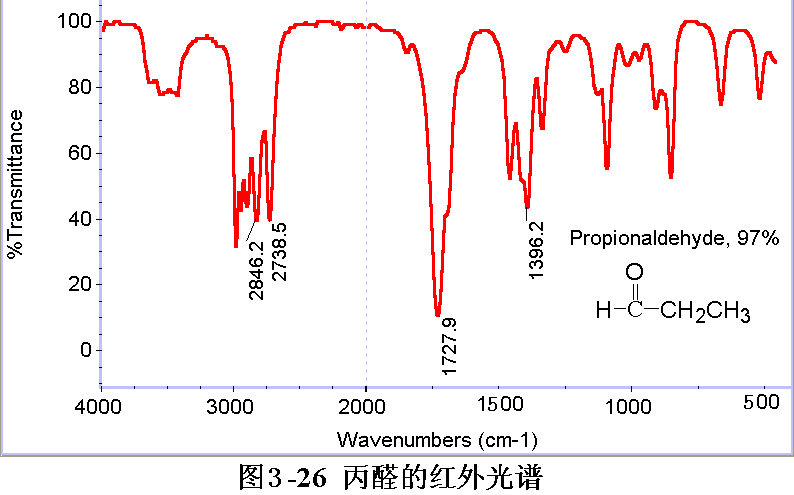 %Transmittance
100
80
60
40
20
0
2846.2
2738.5
1727.9
1396.2
Propionaldehyde, 97%
O
H-C-CH2CH3
4000
3000
2000
1500
1000
500
Wavenumbers (cm-1)
图3-26 丙醛的红外光谱